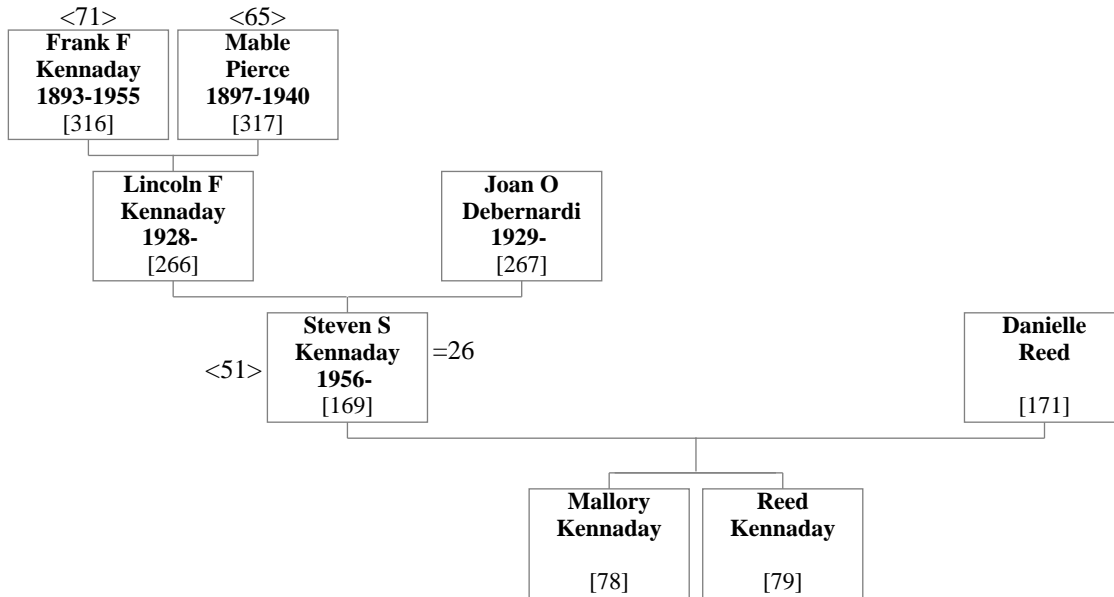 <71>
<65>
Frank F
Kennaday
1893-1955
[316]
Mable
Pierce
1897-1940
[317]
Lincoln F
Kennaday
1928-
[266]
Joan O
Debernardi
1929-
[267]
<51>
Steven S
Kennaday
1956-
[169]
=26
Danielle
Reed
[171]
Mallory
Kennaday
[78]
Reed
Kennaday
[79]